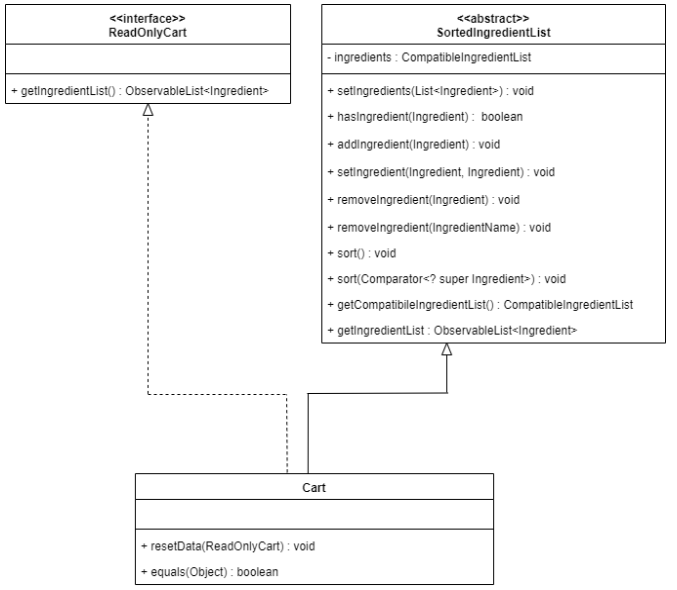 <<interface>>
ReadOnlyCart
+ getIngredientList() : ObservableList<Ingredient>
<<abstract>>
SortedIngredientList
- ingredients : CompatibleIngredientList
+ setIngredients(List<Ingredient>) : void
+ hasIngredient(Ingredient) : boolean
+ addIngredient(Ingredient) : void
+ setIngredient(Ingredient, Ingredient) : void
+ removeIngredient(Ingredient) : void
+ removeIngredient(IngredientName) : void
+ sort() : void
+ sort(Comparator<? super Ingredient>) : void
+ getCompatibileIngredientList() : CompatibleIngredientList
+ getIngredientList : ObservableList<Ingredient>
Cart
+ resetData(ReadOnlyCart) : void
+ equals(Object) : boolean